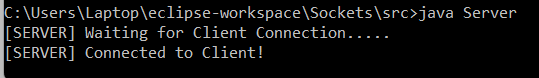 C:\Users\Laptop\eclipse-workspace\Sockets\src>java Server
[SERVER] Waiting for Client Connection.....
[SERVER] Connected to Client!